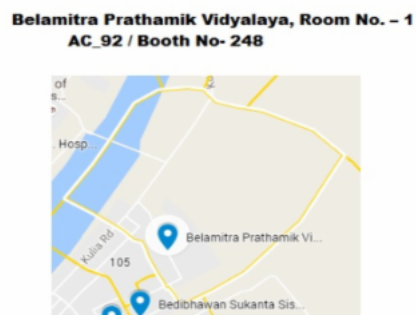 Belamitra Prathamik Vidyalaya, Room No. – 1
AC_92 / Booth No- 248
of
s...
. Hosp...
Belamitra Prathamik Vi...
Kulia Rd
105
Bedibhawan Sukanta Sis...